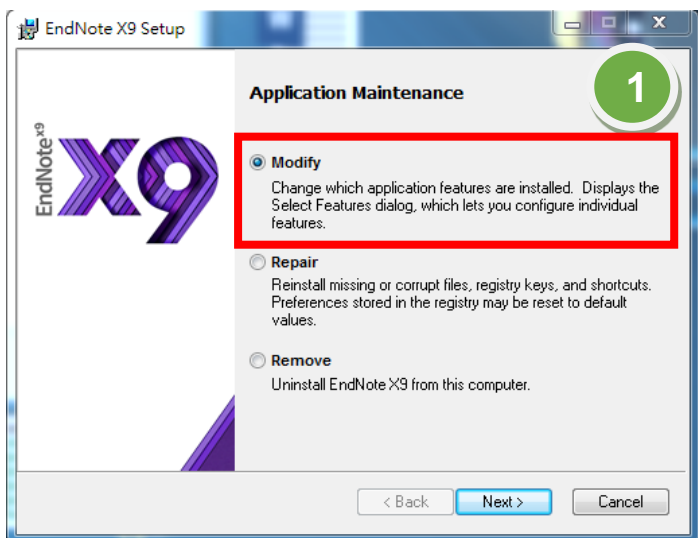 EndNote X9 Setup
x
1
Application Maintenance
EndNote x9
X9
Modify
Change which application features are installed. Displays the
Select Features dialog, which lets you configure individual
features.
Repair
Reinstall missing or corrupt files, registry keys, and shortcuts.
Preferences stored in the registry may be reset to default
values.
Remove
Uninstall EndNote X9 from this computer.
< Back
Next >
Cancel